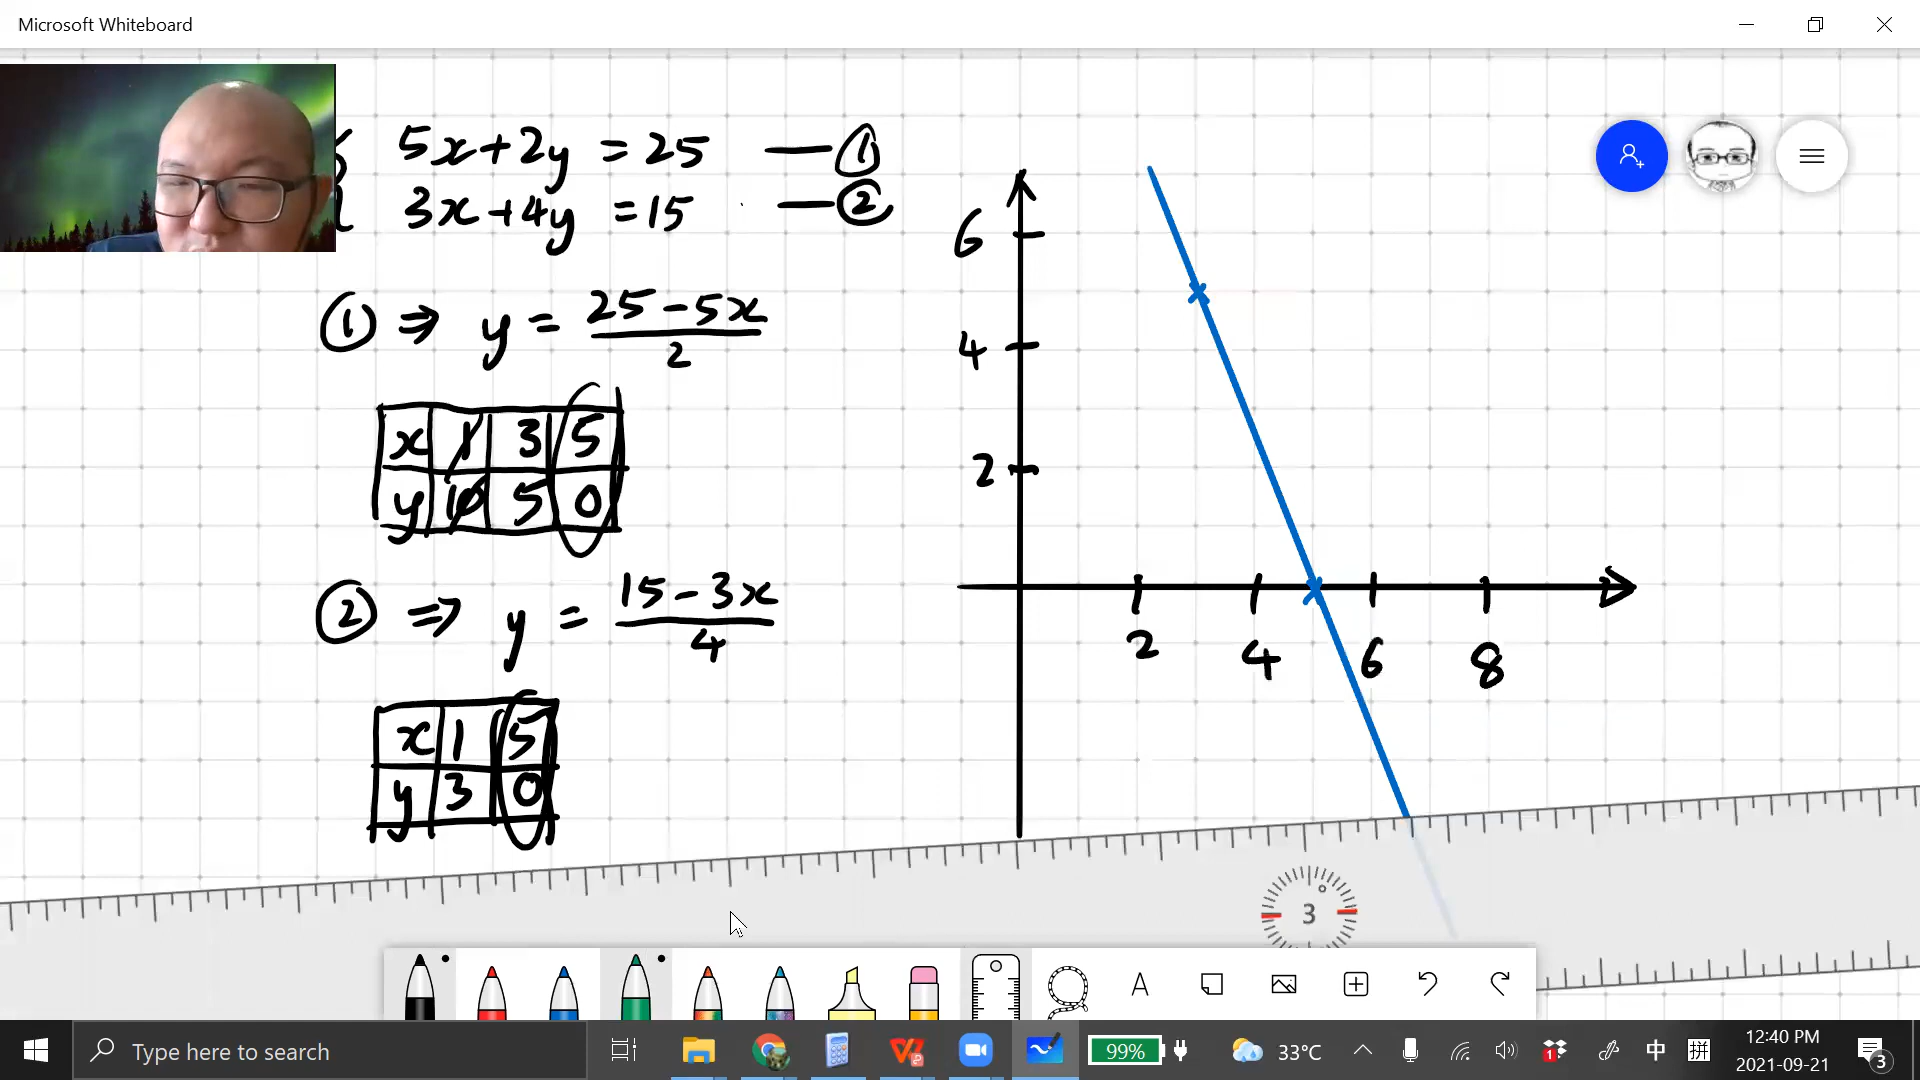 Microsoft Whiteboard
5x+2y = 25 —①
3x+4y = 15 —②
① ⇒ y = (25-5x)/2
x 1 3 5
y 10 5 0
② ⇒ y = (15-3x)/4
x 1 5
y 3 0
6
4
2
2 4 6 8
3°
A
Type here to search
99%
33°C
1
中
拼
12:40 PM
2021-09-21
3